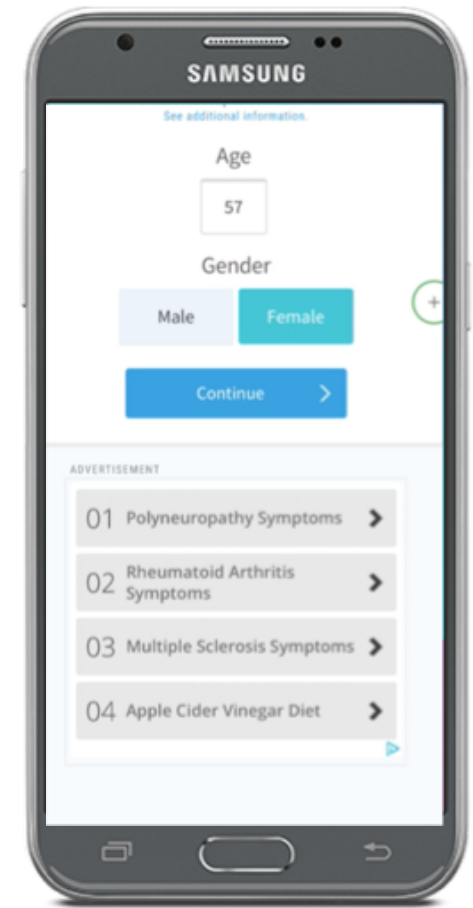 SAMSUNG
See additional information.
Age
57
Gender
Male
Female
+
Continue
ADVERTISEMENT
01 Polyneuropathy Symptoms
02 Rheumatoid Arthritis
Symptoms
03 Multiple Sclerosis Symptoms
04 Apple Cider Vinegar Diet